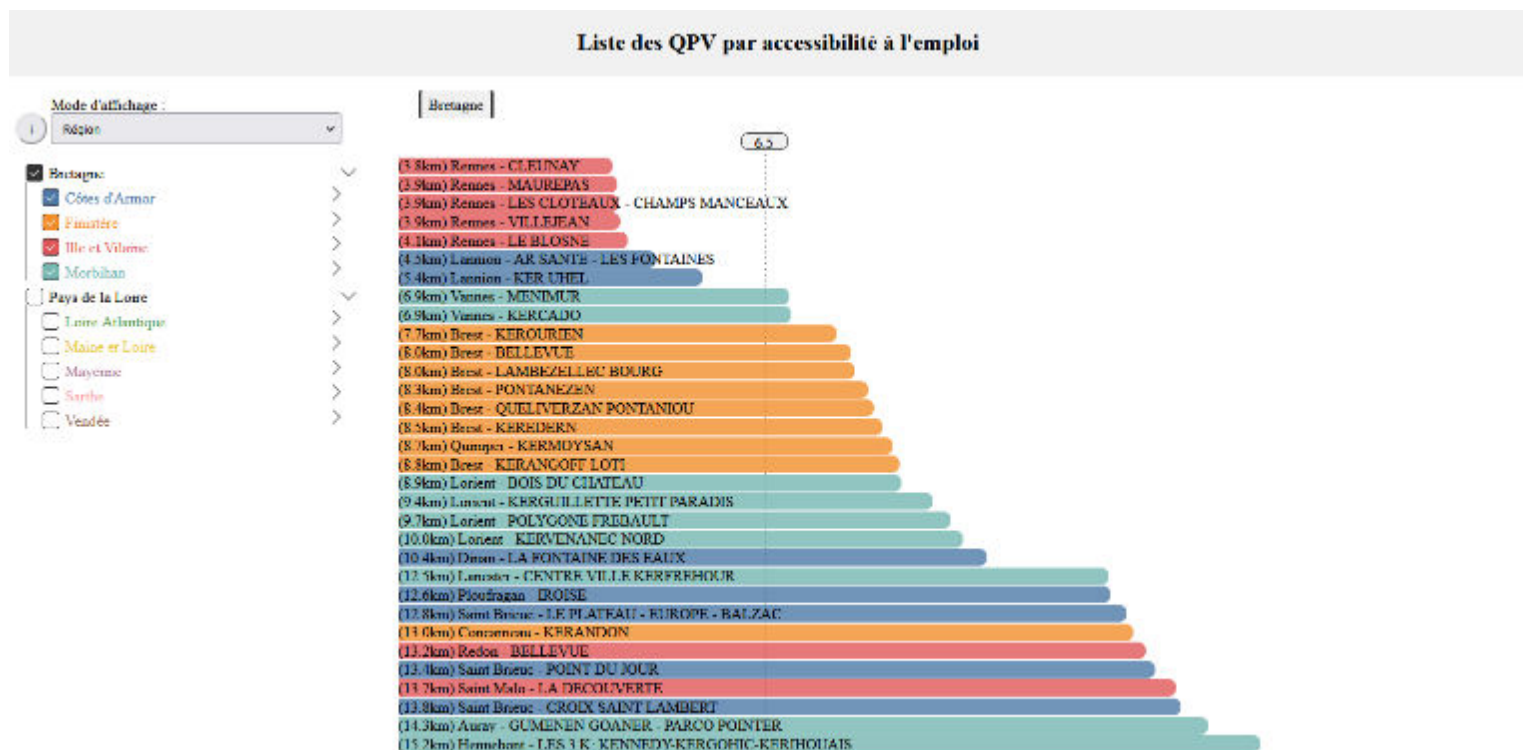 Liste des QPV par accessibilité à l'emploi
Mode d'affichage :
i
Région
Bretagne
Côtes d'Armor
Finistère
Ille et Vilaine
Morbihan
Pays de la Loire
Loire Atlantique
Maine et Loire
Mayenne
Sarthe
Vendée
Bretagne
6.5
(3.8km) Rennes - CLEUNAY
(3.9km) Rennes - MAUREPAS
(3.9km) Rennes - LES CLOTEAUX - CHAMPS MANCEAUX
(3.9km) Rennes - VILLEJEAN
(4.1km) Rennes - LE BLOSNE
(4.5km) Lannion - AR SANTE - LES FONTAINES
(5.4km) Lannion - KER UHEL
(6.9km) Vannes - MENIMUR
(6.9km) Vannes - KERCADO
(7.7km) Brest - KEROURIEN
(8.0km) Brest - BELLEVUE
(8.0km) Brest - LAMBEZELLEC BOURG
(8.3km) Brest - PONTANEZEN
(8.4km) Brest - QUELIVERZAN PONTANIOU
(8.5km) Brest - KEREDERN
(8.7km) Quimper - KERMOYSAN
(8.8km) Brest - KERANGOFF LOTI
(8.9km) Lorient - BOIS DU CHATEAU
(9.4km) Lorient - KERGUILLETTE PETIT PARADIS
(9.7km) Lorient - POLYGONE FREBAULT
(10.0km) Lorient - KERVENANEC NORD
(10.4km) Dinan - LA FONTAINE DES EAUX
(12.5km) Lanester - CENTRE VILLE KERFREHOUR
(12.6km) Ploufragan - IROISE
(12.8km) Saint Brieuc - LE PLATEAU - EUROPE - BALZAC
(13.0km) Concarneau - KERANDON
(13.2km) Redon - BELLEVUE
(13.4km) Saint Brieuc - POINT DU JOUR
(13.7km) Saint Malo - LA DECOUVERTE
(13.8km) Saint Brieuc - CROIX SAINT LAMBERT
(14.3km) Auray - GUMENEN GOANER - PARCO POINTER
(15.2km) Hennebont - LES 3 K: KENNEDY-KERGOHIC-KERIHOUAIS